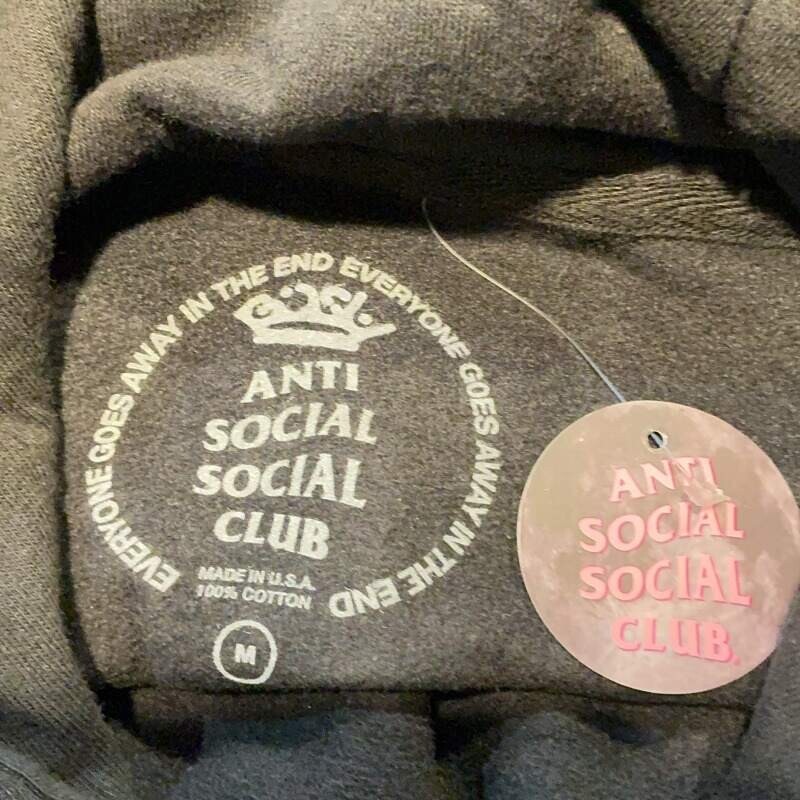 EVERYONE GOES AWAY IN THE END EVERYONE GOES AWAY IN THE END
ANTI
SOCIAL
SOCIAL
CLUB
MADE IN U.S.A.
100% COTTON
M
ANTI
SOCIAL
SOCIAL
CLUB.